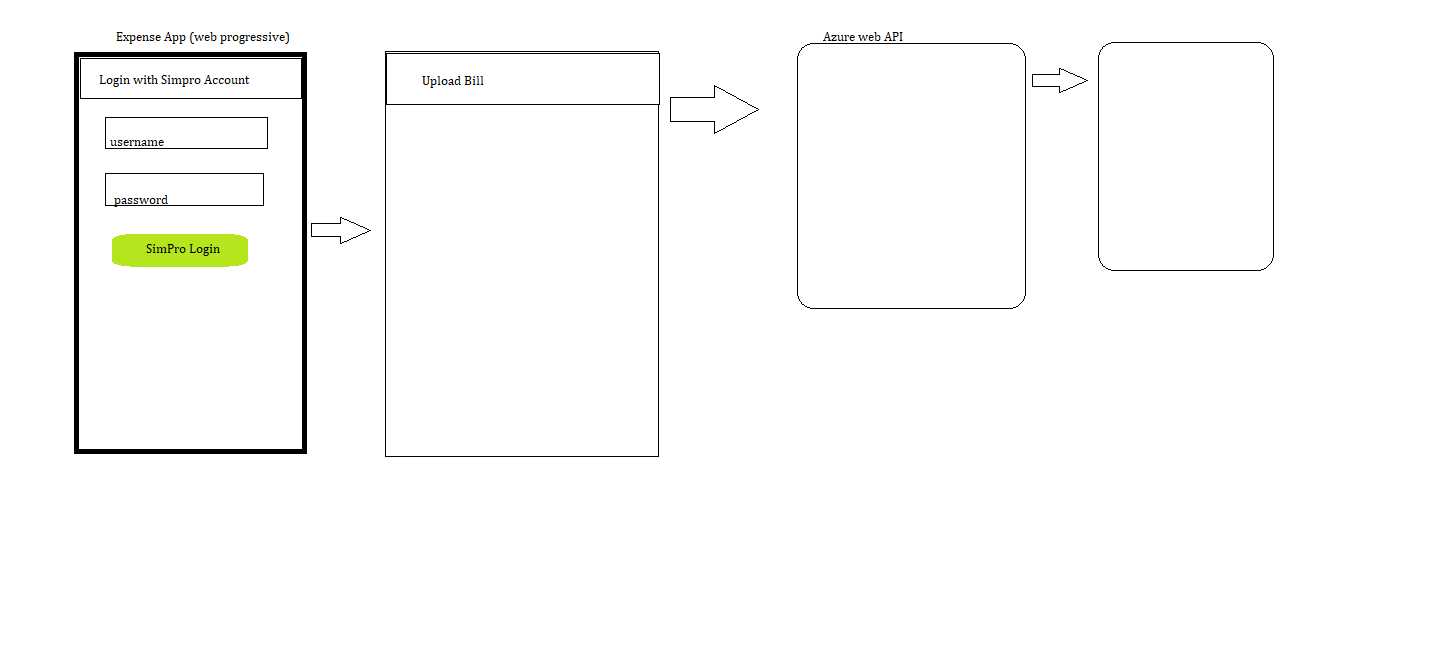 Expense App (web progressive)
Login with Simpro Account
username
password
SimPro Login
Upload Bill
Azure web API